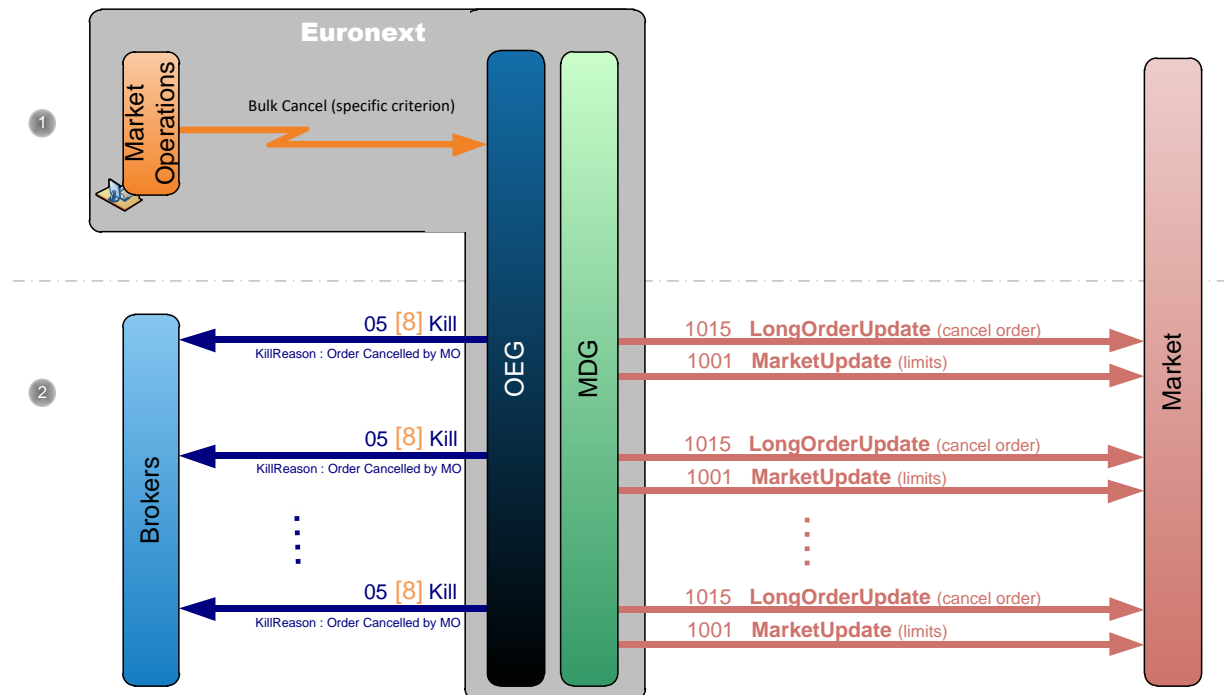 Euronext
Market
Operations
1
Bulk Cancel (specific criterion)
OEG
MDG
Market
2
Brokers
05 [8] Kill
KillReason : Order Cancelled by MO
1015 LongOrderUpdate (cancel order)
1001 MarketUpdate (limits)
05 [8] Kill
KillReason : Order Cancelled by MO
1015 LongOrderUpdate (cancel order)
1001 MarketUpdate (limits)
05 [8] Kill
KillReason : Order Cancelled by MO
1015 LongOrderUpdate (cancel order)
1001 MarketUpdate (limits)